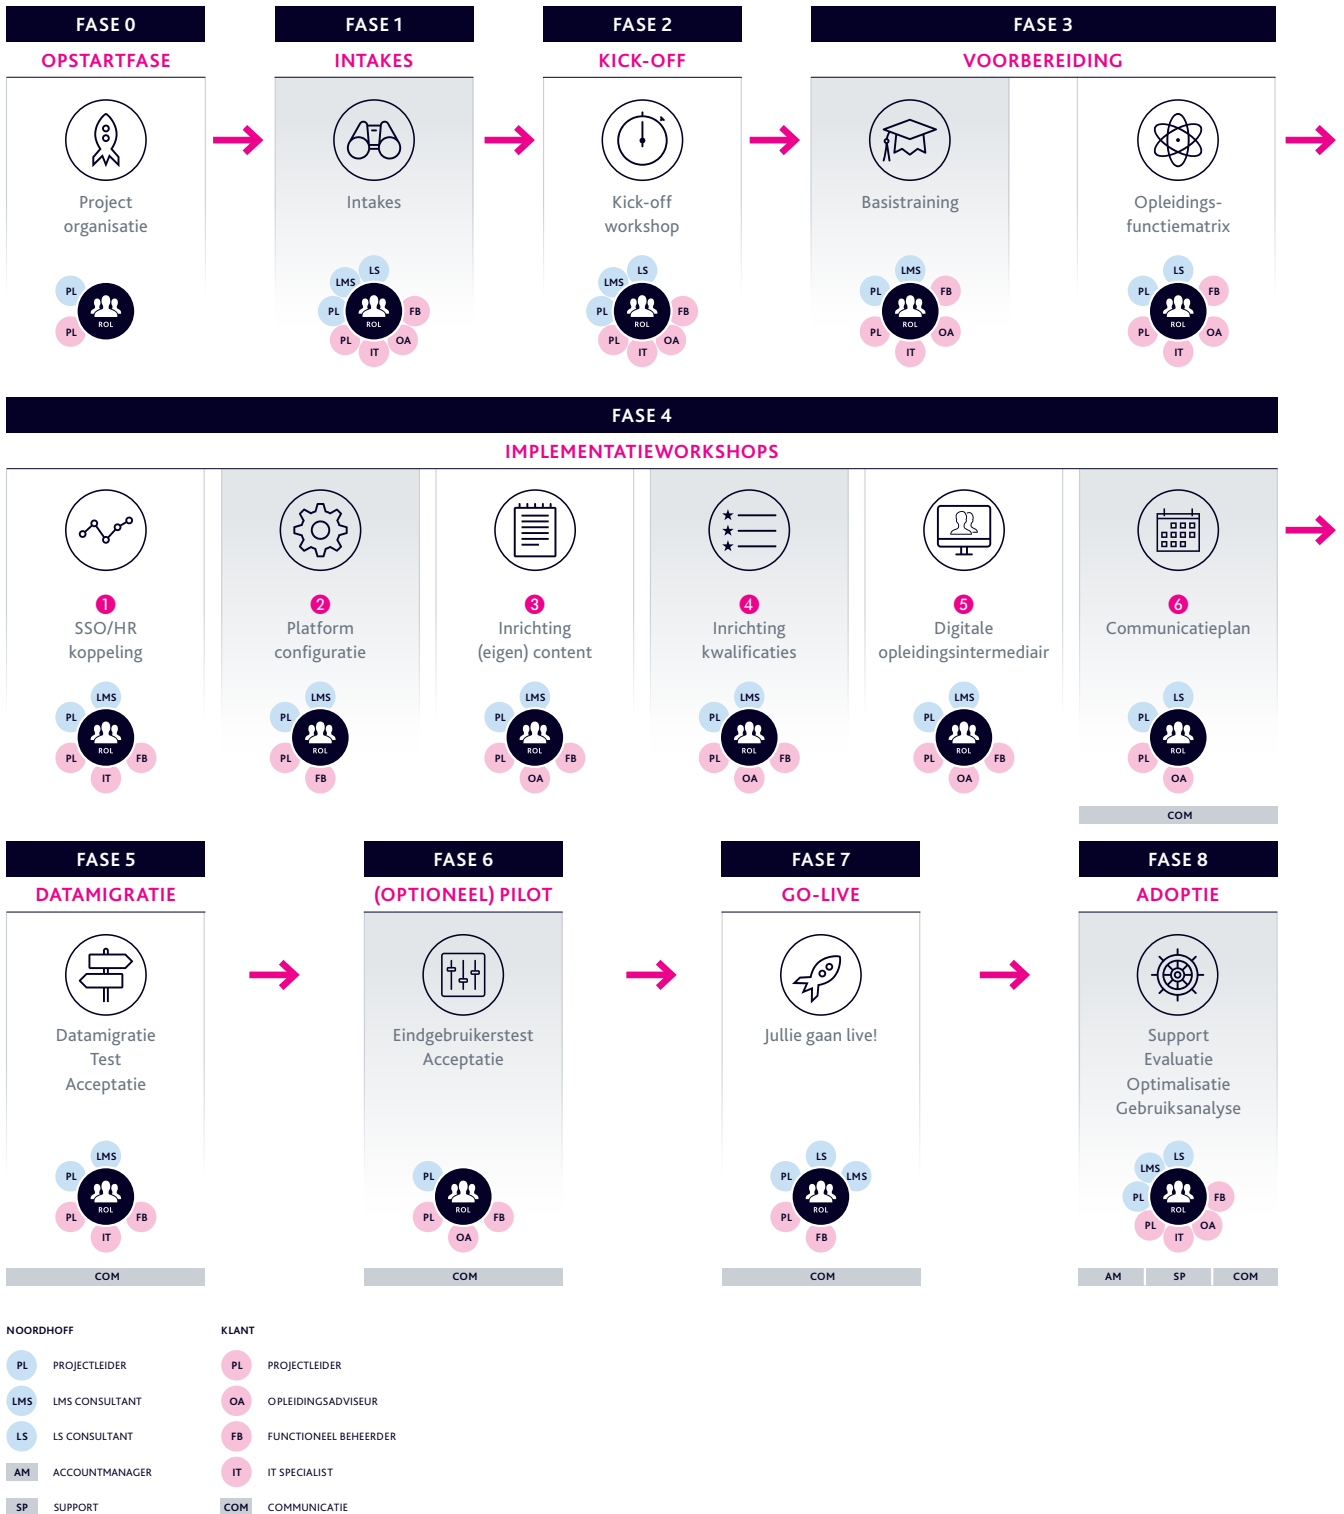 FASE 0
OPSTARTFASE
Project
organisatie
PL
PL
ROL
FASE 1
INTAKES
Intakes
LS
LMS
PL
FB
PL
OA
IT
ROL
FASE 2
KICK-OFF
Kick-off
workshop
LS
LMS
PL
FB
PL
OA
IT
ROL
FASE 3
VOORBEREIDING
Basistraining
LMS
PL
FB
PL
OA
IT
ROL
Opleidings-
functiematrix
LS
PL
FB
PL
OA
IT
ROL
FASE 4
IMPLEMENTATIEWORKSHOPS
1
SSO/HR
koppeling
LMS
PL
ROL
PL
FB
IT
2
Platform
configuratie
LMS
PL
ROL
PL
FB
3
Inrichting
(eigen) content
LMS
PL
ROL
PL
FB
OA
4
Inrichting
kwalificaties
LMS
PL
ROL
PL
FB
OA
5
Digitale
opleidingsintermediair
LMS
PL
ROL
PL
FB
OA
6
Communicatieplan
LS
PL
ROL
PL
OA
COM
FASE 5
DATAMIGRATIE
Datamigratie
Test
Acceptatie
LMS
PL
ROL
PL
FB
IT
COM
FASE 6
(OPTIONEEL) PILOT
Eindgebruikerstest
Acceptatie
PL
ROL
PL
FB
OA
COM
FASE 7
GO-LIVE
Jullie gaan live!
LS
PL
LMS
ROL
PL
FB
COM
FASE 8
ADOPTIE
Support
Evaluatie
Optimalisatie
Gebruiksanalyse
LS
LMS
PL
FB
ROL
PL
OA
IT
AM
SP
COM
NOORDHOFF
PL PROJECTLEIDER
LMS LMS CONSULTANT
LS LS CONSULTANT
AM ACCOUNTMANAGER
SP SUPPORT
KLANT
PL PROJECTLEIDER
OA OPLEIDINGSADVISEUR
FB FUNCTIONEEL BEHEERDER
IT IT SPECIALIST
COM COMMUNICATIE